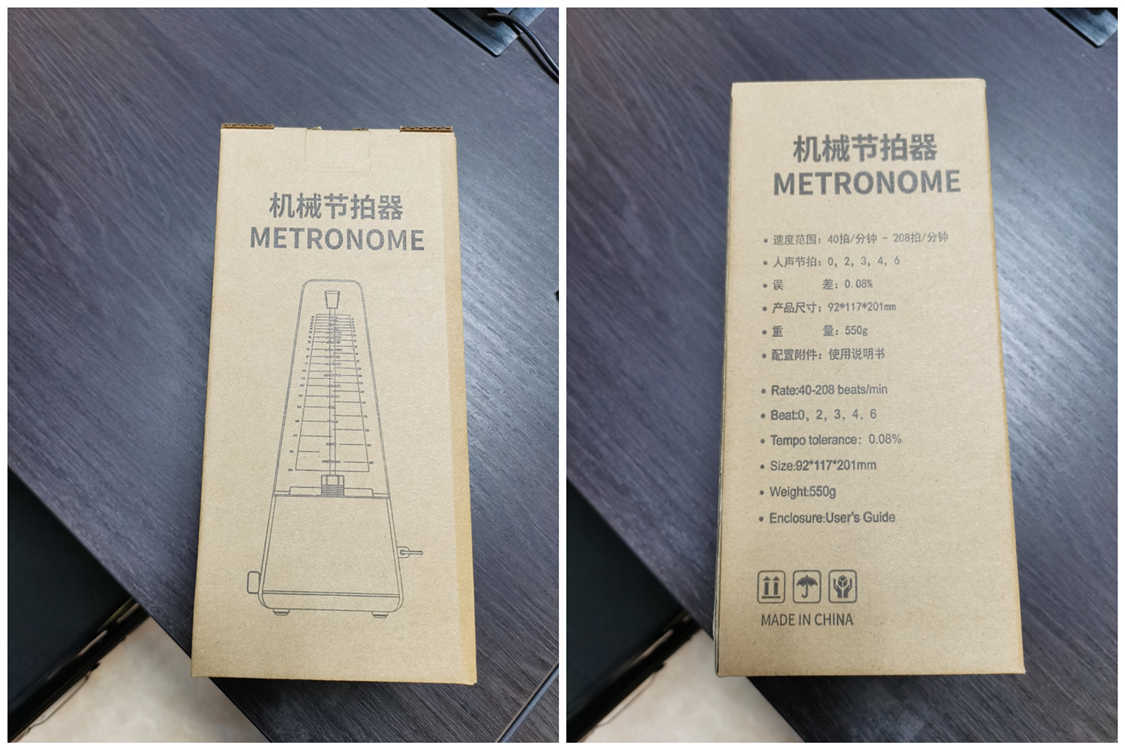 机械节拍器
METRONOME
机械节拍器
METRONOME
• 速度范围: 40拍/分钟 - 208拍/分钟
• 人声节拍: 0, 2, 3, 4, 6
• 误 差: 0.08%
• 产品尺寸: 92*117*201mm
• 重 量: 550g
• 配置附件: 使用说明书
• Rate:40-208 beats/min
• Beat:0, 2, 3, 4, 6
• Tempo tolerance: 0.08%
• Size:92*117*201mm
• Weight:550g
• Enclosure:User's Guide
MADE IN CHINA